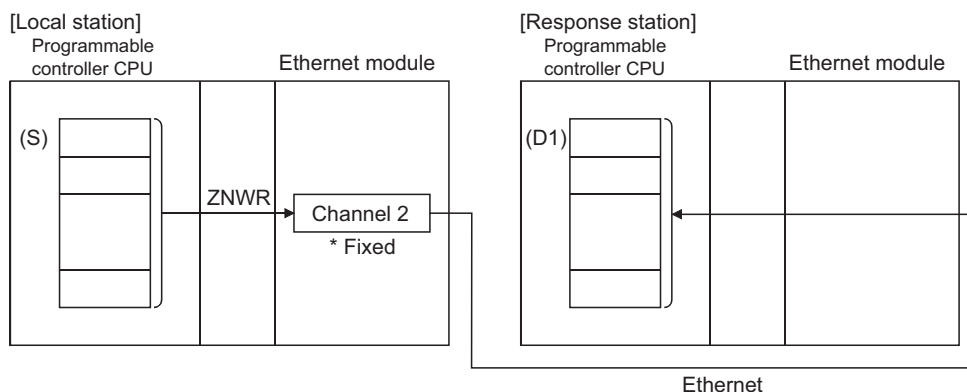 [Local station]
Programmable
controller CPU
Ethernet module
(S)
ZNWR
Channel 2
* Fixed
[Response station]
Programmable
controller CPU
Ethernet module
(D1)
Ethernet